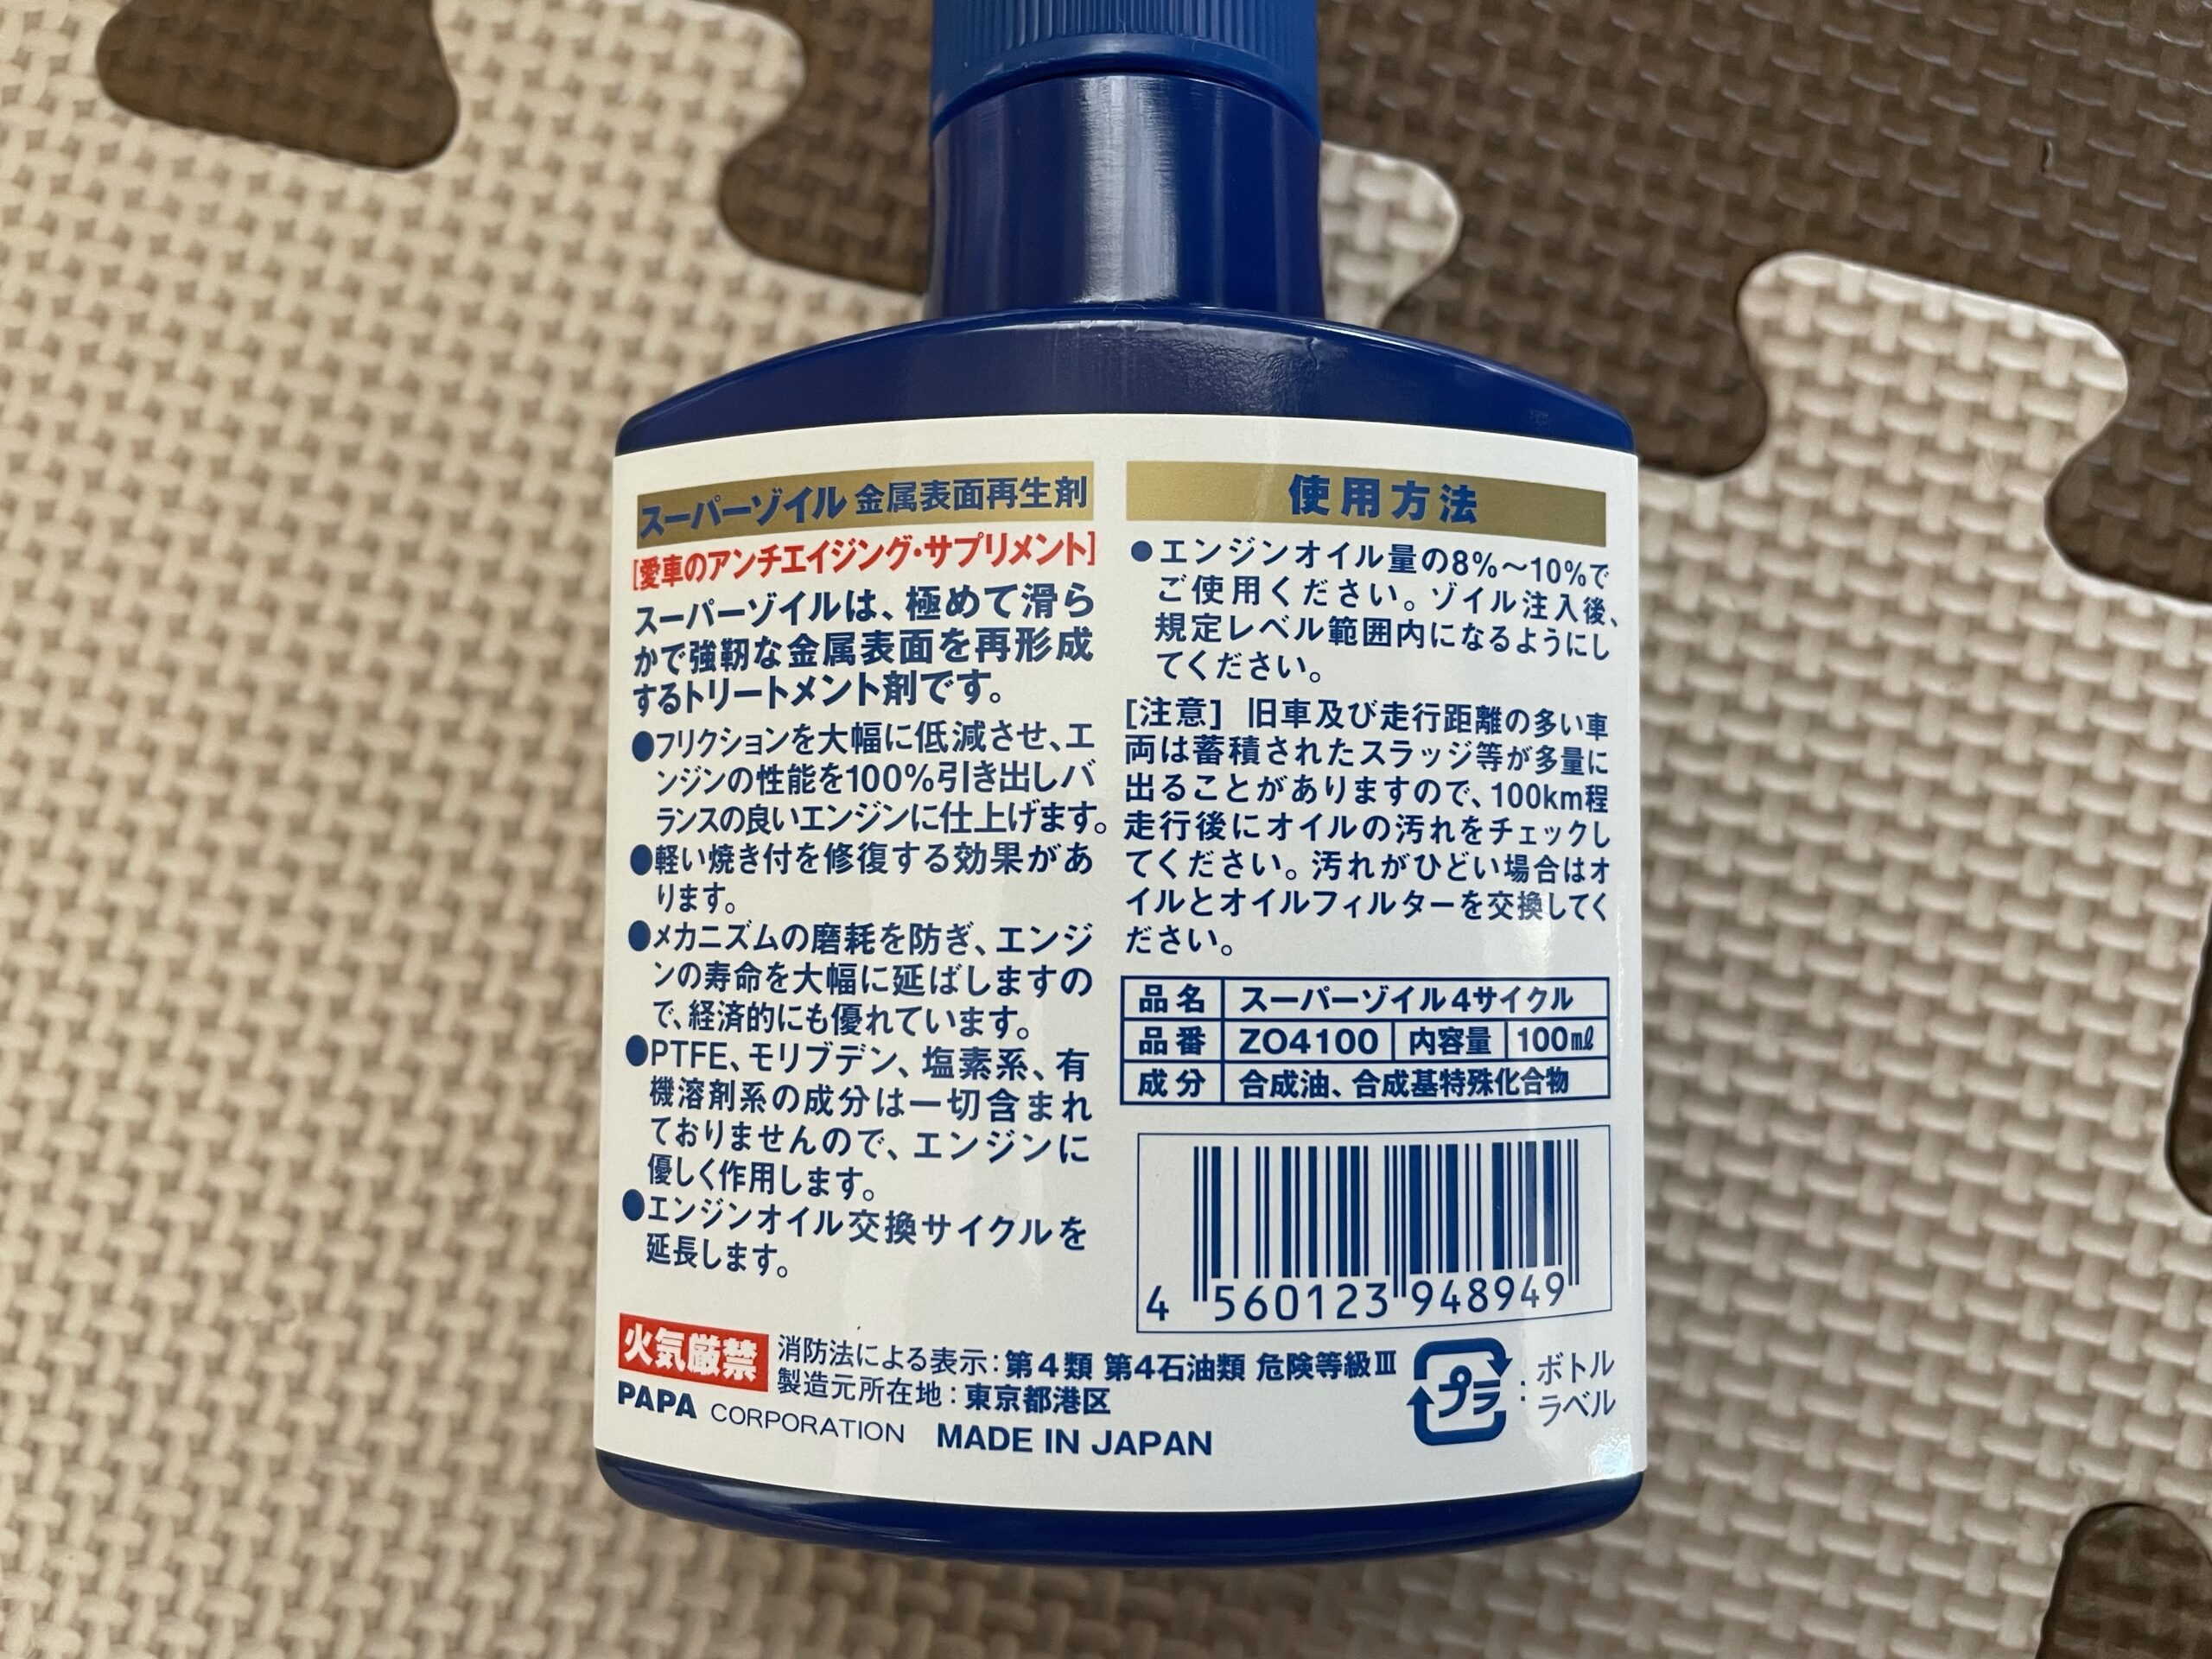 スーパーゾイル 金属表面再生剤
[愛車のアンチエイジング・サプリメント]
スーパーゾイルは、極めて滑ら
かで強靭な金属表面を再形成
するトリートメント剤です。
●フリクションを大幅に低減させ、エ
ンジンの性能を100%引き出しバ
ランスの良いエンジンに仕上げます。
●軽い焼き付を修復する効果があ
ります。
●メカニズムの磨耗を防ぎ、エンジ
ンの寿命を大幅に延ばしますの
で、経済的にも優れています。
●PTFE、モリブデン、塩素系、有
機溶剤系の成分は一切含まれ
ておりませんので、エンジンに
優しく作用します。
●エンジンオイル交換サイクルを
延長します。
使用方法
●エンジンオイル量の8%〜10%で
ご使用ください。ゾイル注入後、
規定レベル範囲内になるようにし
てください。
[注意] 旧車及び走行距離の多い車
両は蓄積されたスラッジ等が多量に
出ることがありますので、100km程
走行後にオイルの汚れをチェックし
てください。汚れがひどい場合はオ
イルとオイルフィルターを交換してく
ださい。
品名 スーパーゾイル4サイクル
品番 ZO4100 内容量 100㎖
成分 合成油、合成基特殊化合物
4 560123 948949
火気厳禁 消防法による表示：第4類 第4石油類 危険等級Ⅲ
製造元所在地：東京都港区
PAPA CORPORATION MADE IN JAPAN
プラ：ボトル
ラベル